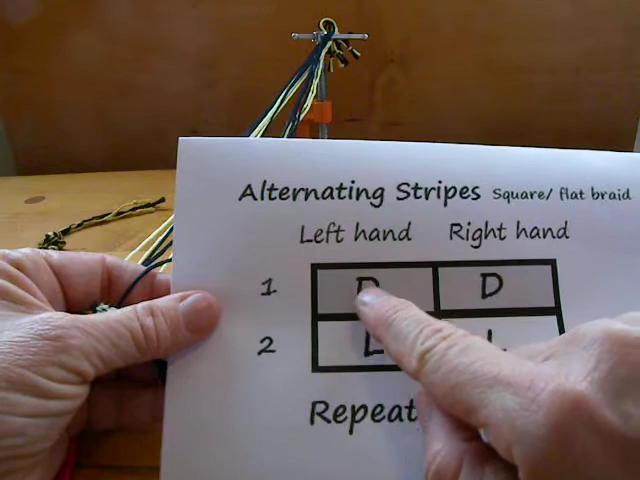 Alternating Stripes Square/ flat braid
Left hand Right hand
1 D D
2 L L
Repeat